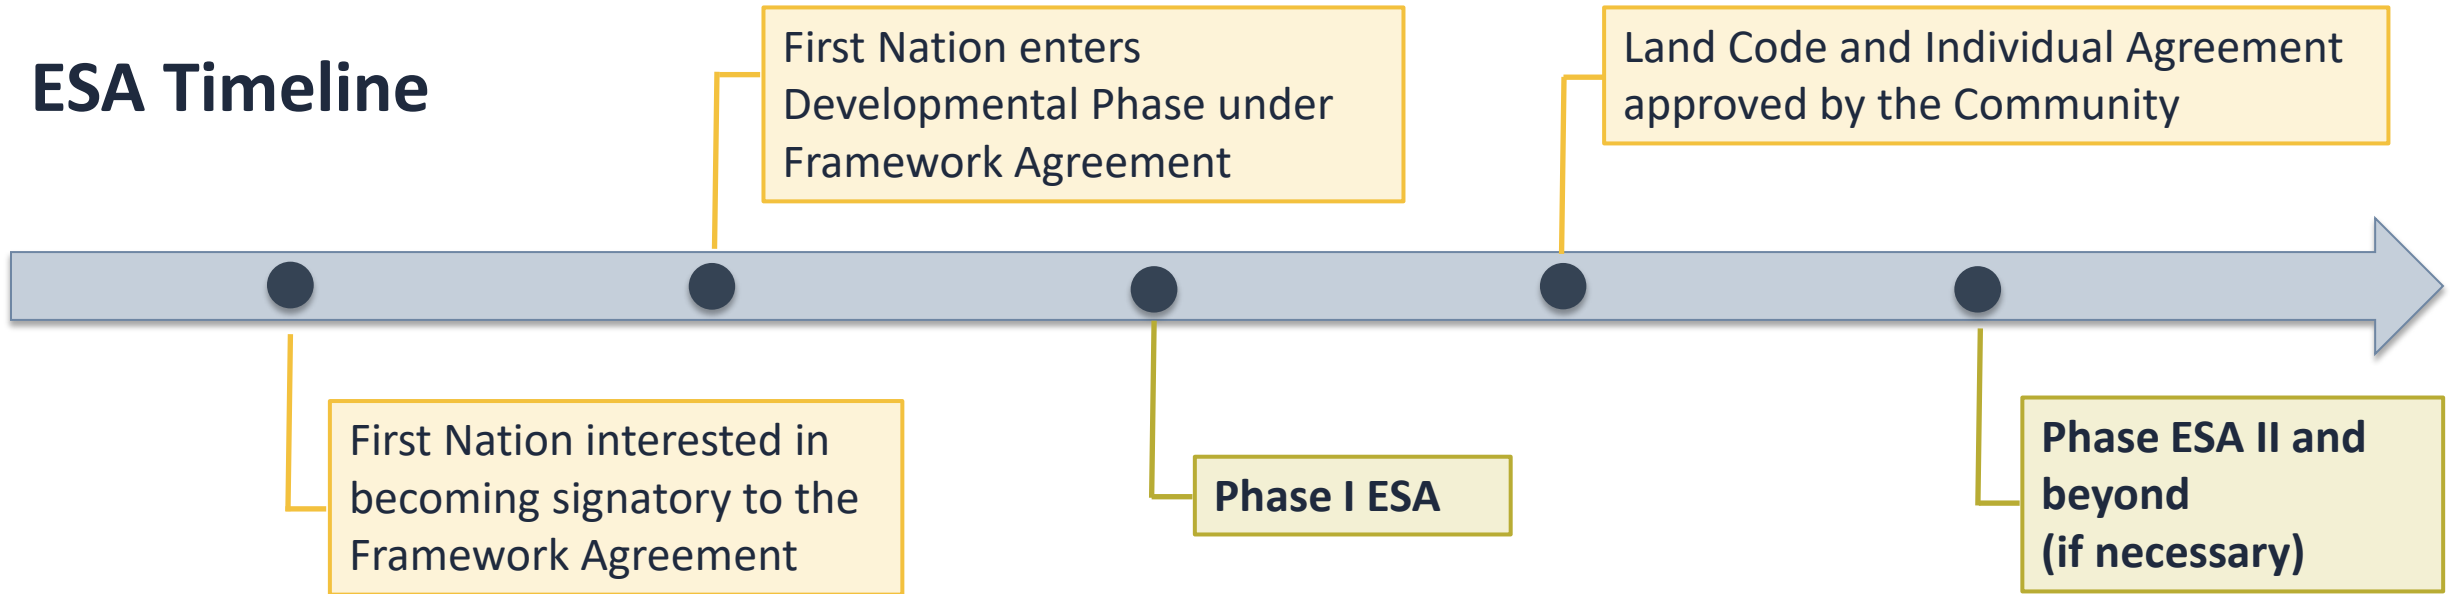 ESA Timeline
First Nation interested in
becoming signatory to the
Framework Agreement
First Nation enters
Developmental Phase under
Framework Agreement
Phase I ESA
Land Code and Individual Agreement
approved by the Community
Phase ESA II and
beyond
(if necessary)